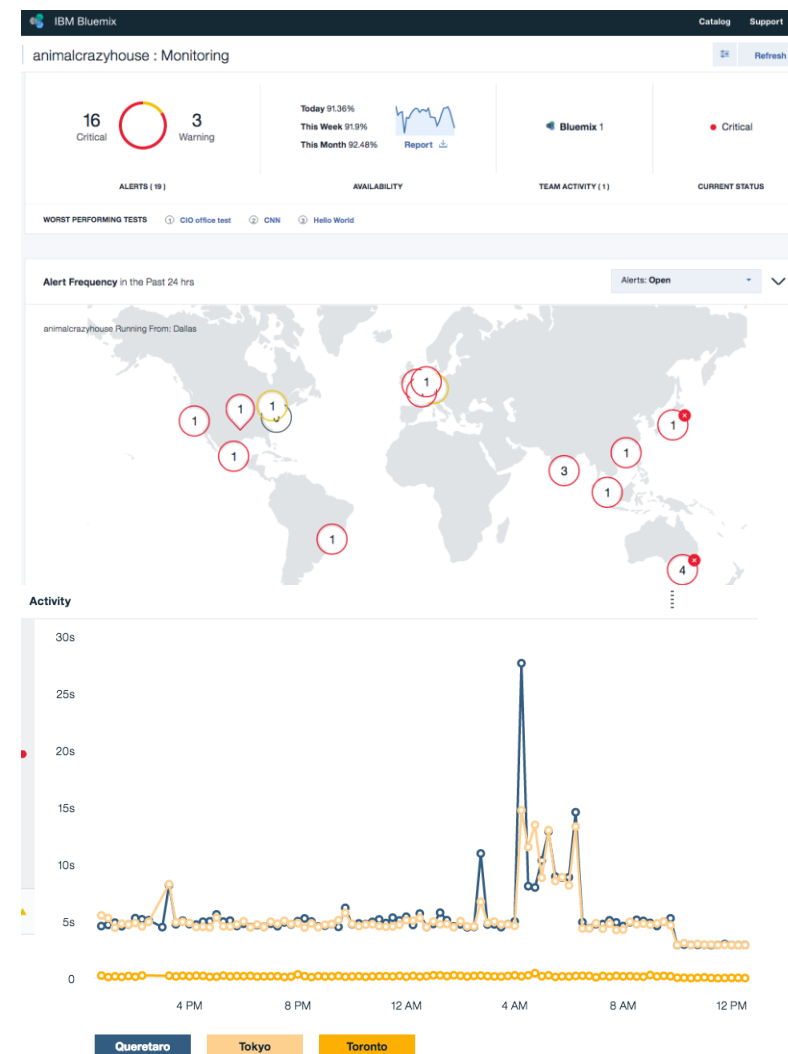 IBM Bluemix
Catalog Support
animalcrazyhouse : Monitoring
Refresh
16
Critical
3
Warning
Today 91.36%
This Week 91.9%
This Month 92.48%
Report
Bluemix 1
Critical
ALERTS ( 19 )
AVAILABILITY
TEAM ACTIVITY ( 1 )
CURRENT STATUS
WORST PERFORMING TESTS 1 CIO office test 2 CNN 3 Hello World
Alert Frequency in the Past 24 hrs
Alerts: Open
animalcrazyhouse Running From: Dallas
1
1
1
1
1
1
1
1
3
1
1
4
Activity
30s
25s
20s
15s
10s
5s
0
4 PM 8 PM 12 AM 4 AM 8 AM 12 PM
Queretaro Tokyo Toronto